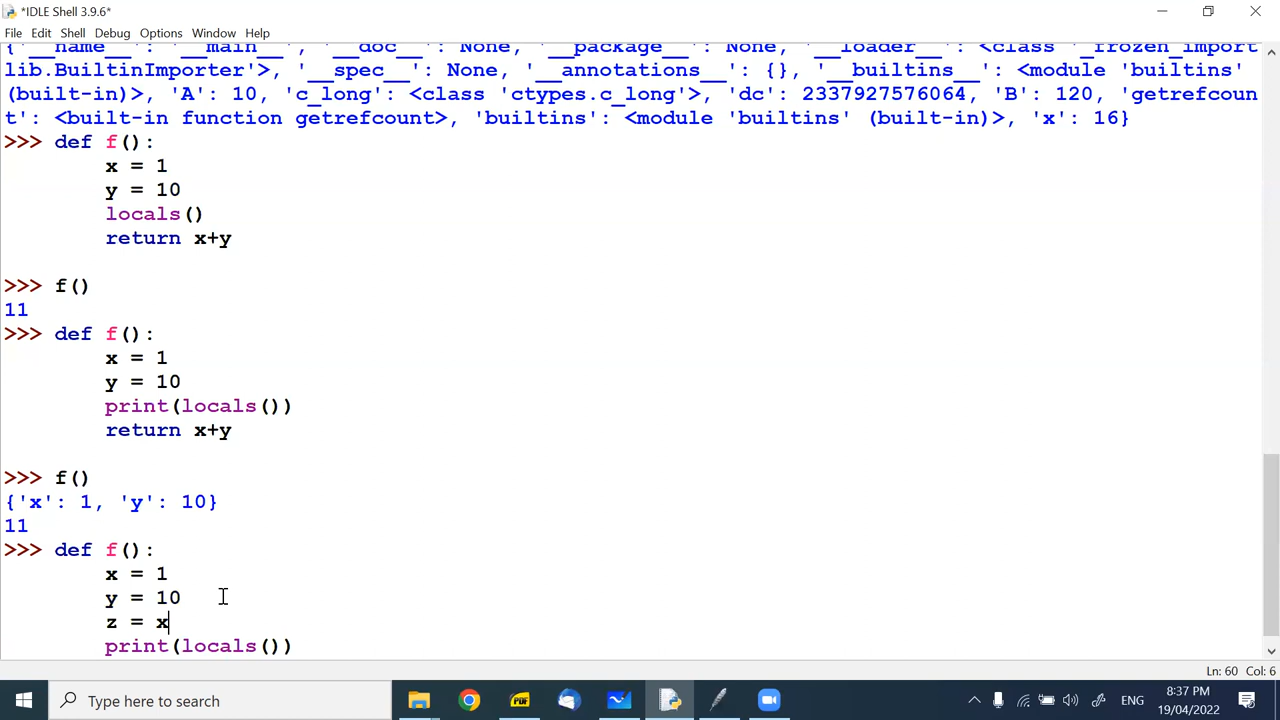 *IDLE Shell 3.9.6*
File Edit Shell Debug Options Window Help
{'__name__': '__main__', '__doc__': None, '__package__': None, '__loader__': <class '_frozen_import
lib.BuiltinImporter'>, '__spec__': None, '__annotations__': {}, '__builtins__': <module 'builtins'
(built-in)>, 'A': 10, 'c_long': <class 'ctypes.c_long'>, 'dc': 2337927576064, 'B': 120, 'getrefcoun
t': <built-in function getrefcount>, 'builtins': <module 'builtins' (built-in)>, 'x': 16}
>>> def f():
x = 1
y = 10
locals()
return x+y
>>> f()
11
>>> def f():
x = 1
y = 10
print(locals())
return x+y
>>> f()
{'x': 1, 'y': 10}
11
>>> def f():
x = 1
y = 10
z = x
print(locals())
Ln: 60 Col: 6
Type here to search
PDF
ENG
8:37 PM
19/04/2022